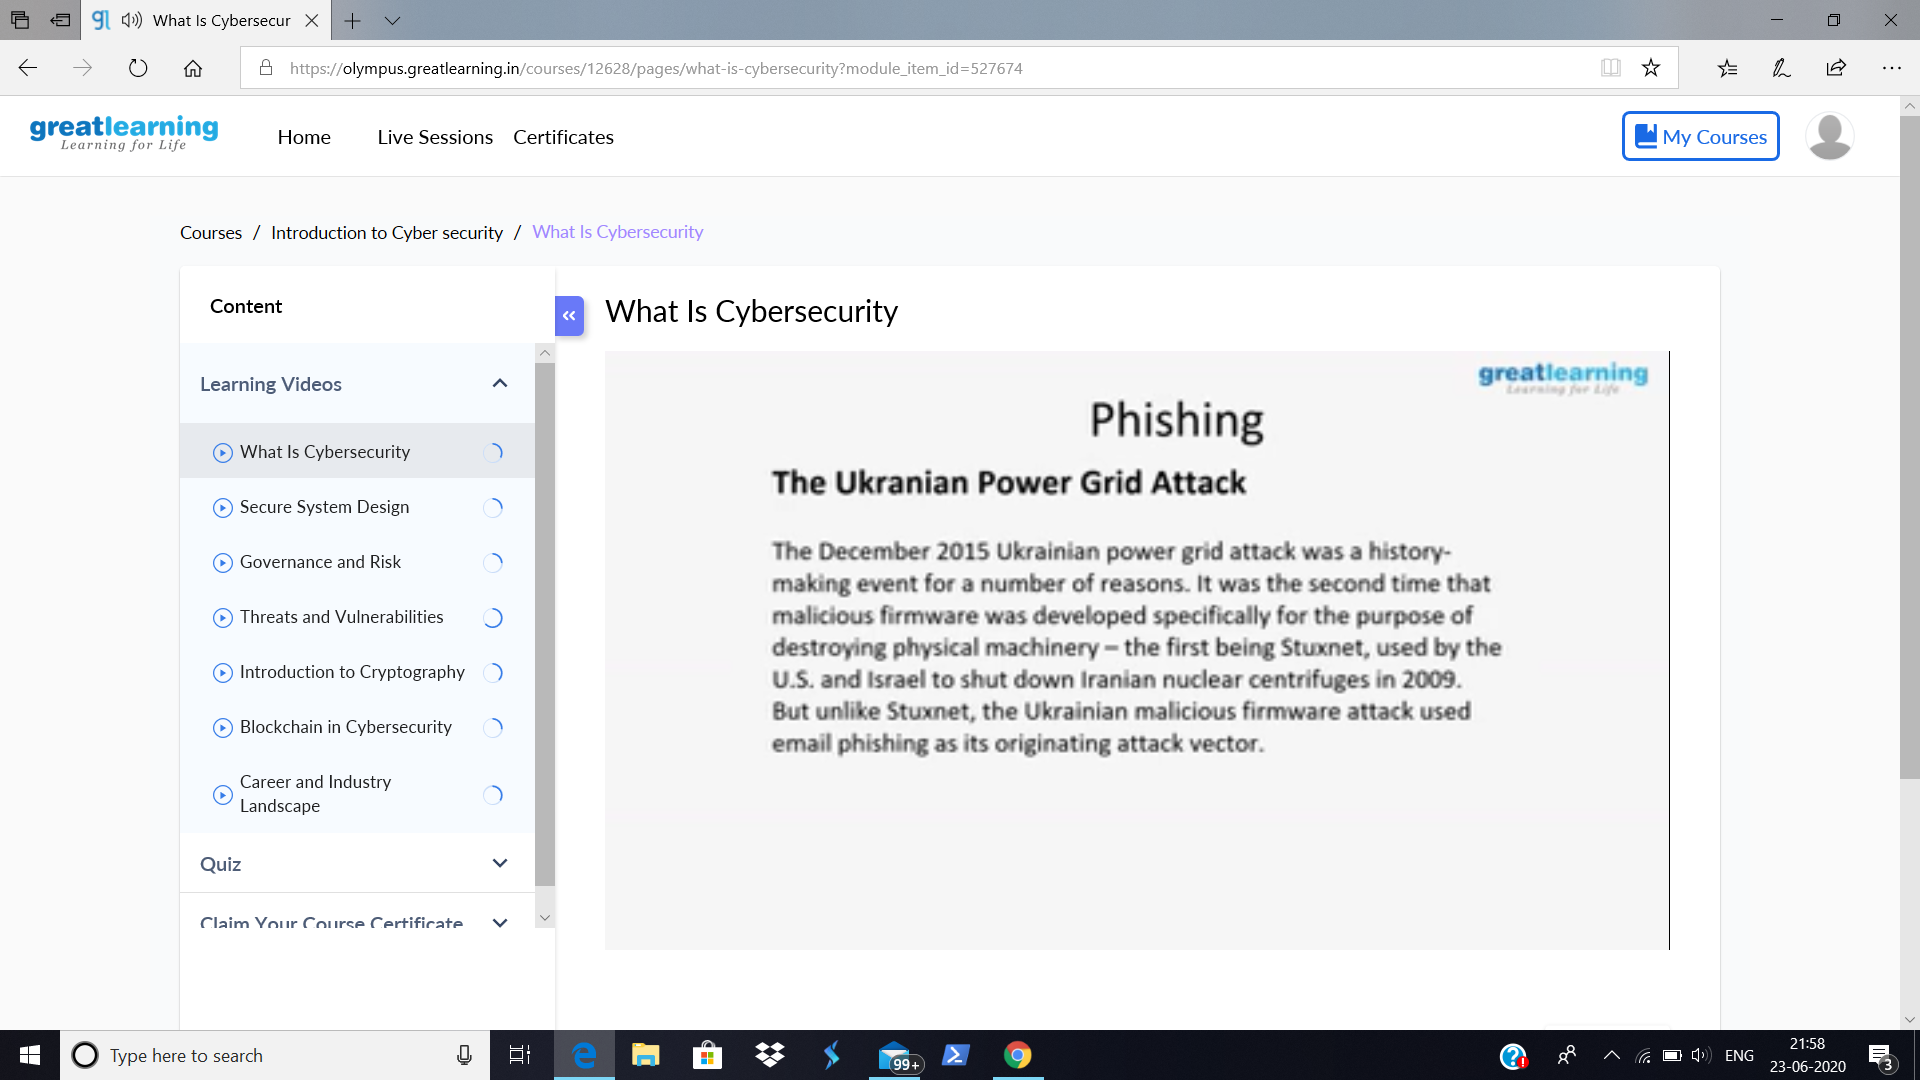 What Is Cybersecur
https://olympus.greatlearning.in/courses/12628/pages/what-is-cybersecurity?module_item_id=527674
greatlearning
Learning for Life
Home
Live Sessions
Certificates
My Courses
Courses / Introduction to Cyber security / What Is Cybersecurity
Content
Learning Videos
What Is Cybersecurity
Secure System Design
Governance and Risk
Threats and Vulnerabilities
Introduction to Cryptography
Blockchain in Cybersecurity
Career and Industry
Landscape
Quiz
Claim Your Course Certificate
What Is Cybersecurity
greatlearning
Learning for Life
Phishing
The Ukranian Power Grid Attack
The December 2015 Ukrainian power grid attack was a history-
making event for a number of reasons. It was the second time that
malicious firmware was developed specifically for the purpose of
destroying physical machinery – the first being Stuxnet, used by the
U.S. and Israel to shut down Iranian nuclear centrifuges in 2009.
But unlike Stuxnet, the Ukrainian malicious firmware attack used
email phishing as its originating attack vector.
Type here to search
99+
ENG
21:58
23-06-2020
3